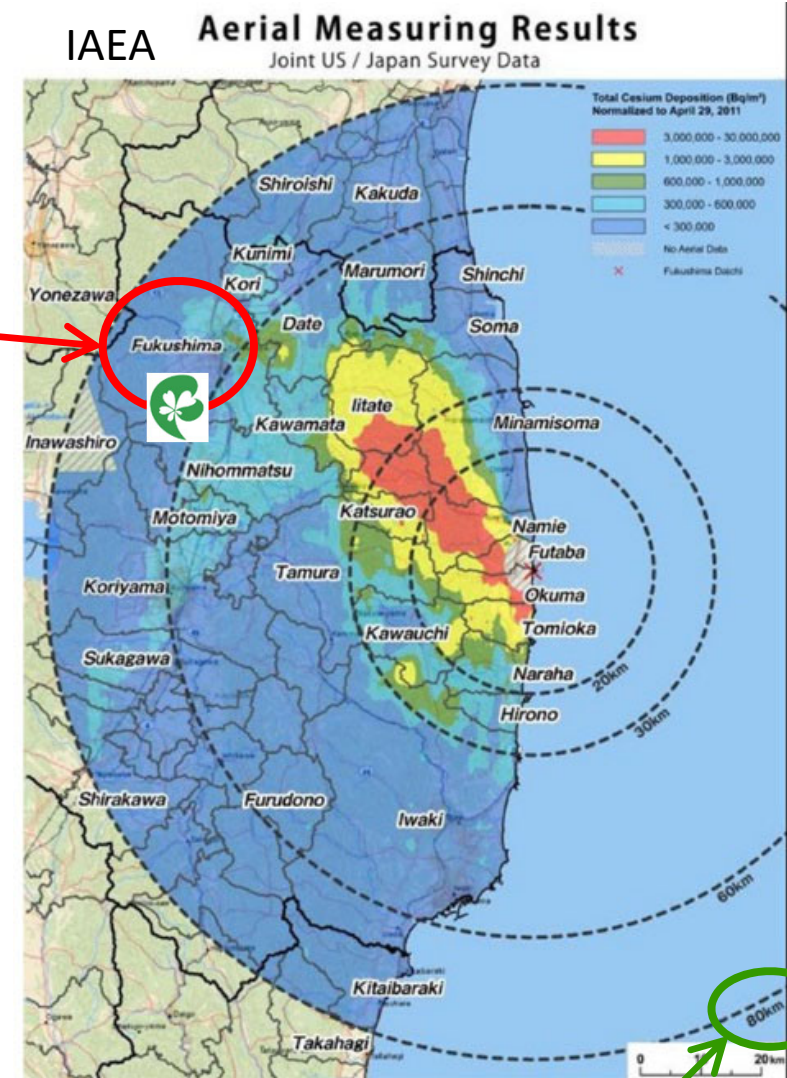 IAEA
Aerial Measuring Results
Joint US / Japan Survey Data
Total Cesium Deposition (Bq/m²)
Normalized to April 29, 2011
3,000,000 - 30,000,000
1,000,000 - 3,000,000
600,000 - 1,000,000
300,000 - 600,000
< 300,000
No Aerial Data
Fukushima Daiichi
Shiroishi
Kakuda
Kunimi
Kori
Marumori
Shinchi
Yonezawa
Date
Soma
Fukushima
Iitate
Inawashiro
Kawamata
Minamisoma
Nihommatsu
Motomiya
Katsurao
Namie
Futaba
Koriyama
Tamura
Okuma
Kawauchi
Tomioka
Sukagawa
Naraha
20km
Hirono
30km
Shirakawa
Furudono
Iwaki
60km
Kitaibaraki
80km
Takahagi
0
10
20km